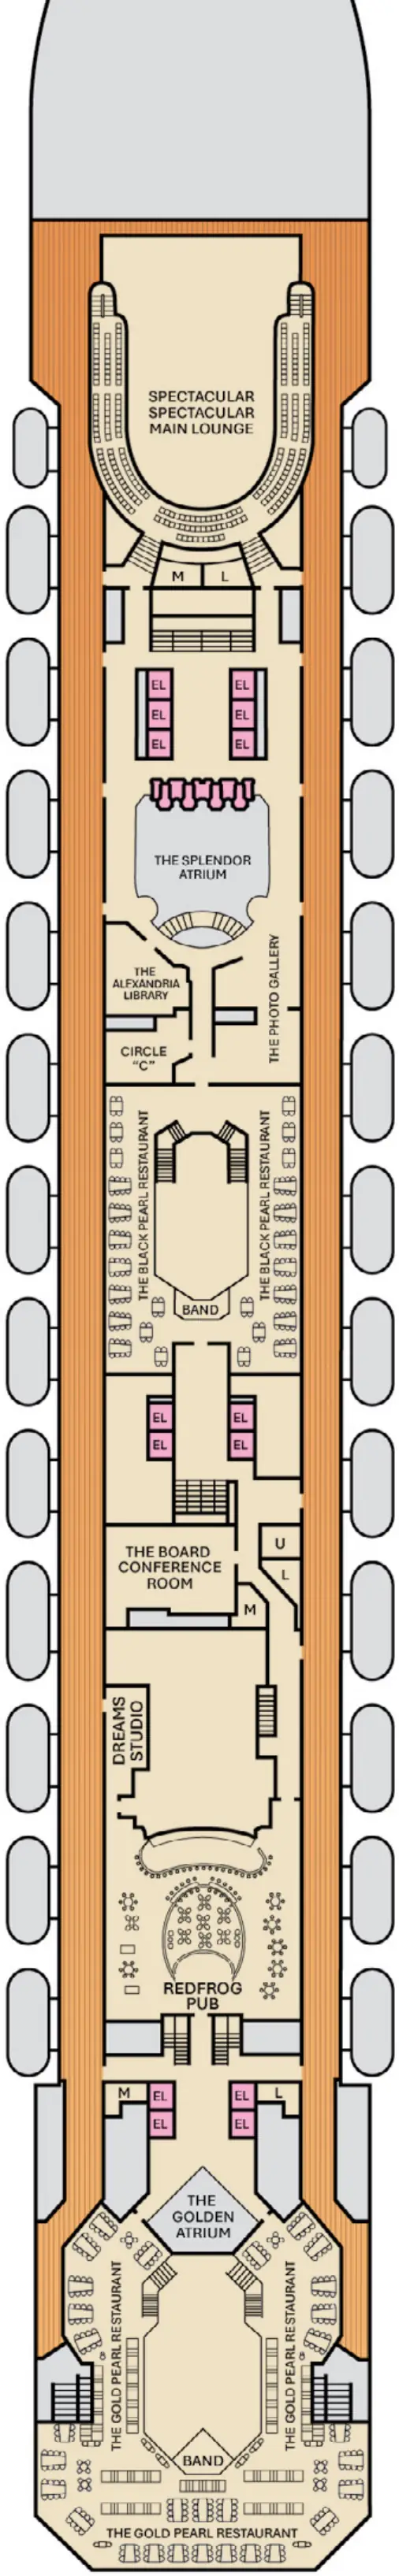 SPECTACULAR
SPECTACULAR
MAIN LOUNGE
M L
EL EL
EL EL
EL EL
THE SPLENDOR
ATRIUM
THE
ALEXANDRIA
LIBRARY
THE PHOTO GALLERY
CIRCLE
"C"
THE BLACK PEARL RESTAURANT
THE BLACK PEARL RESTAURANT
BAND
EL EL
EL EL
THE BOARD
CONFERENCE
ROOM
U
L
M
DREAMS
STUDIO
REDFROG
PUB
M EL EL L
EL EL
THE
GOLDEN
ATRIUM
THE GOLD PEARL RESTAURANT
THE GOLD PEARL RESTAURANT
BAND
THE GOLD PEARL RESTAURANT